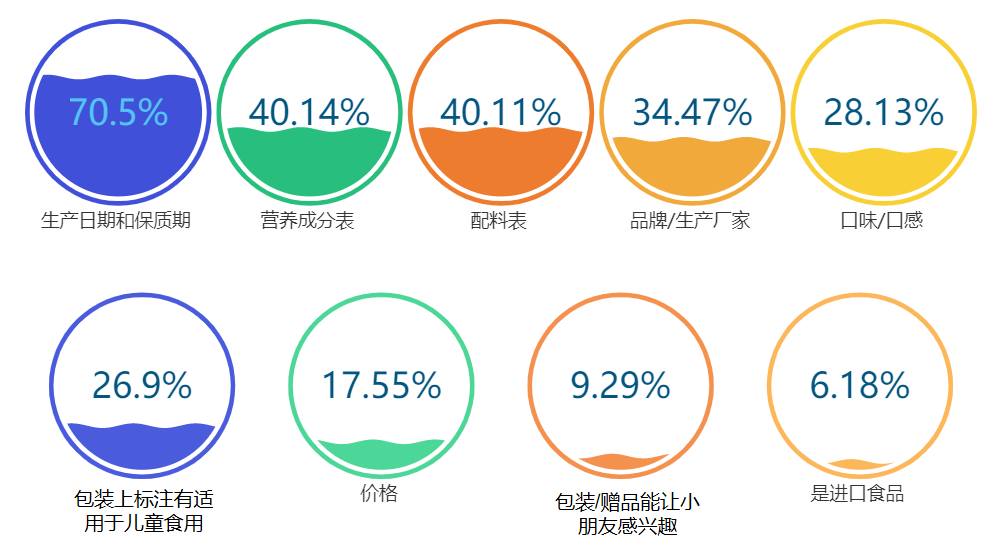 70.5%
40.14%
40.11%
34.47%
28.13%
生产日期和保质期
营养成分表
配料表
品牌/生产厂家
口味/口感
26.9%
17.55%
9.29%
6.18%
包装上标注有适
用于儿童食用
价格
包装/赠品能让小
朋友感兴趣
是进口食品